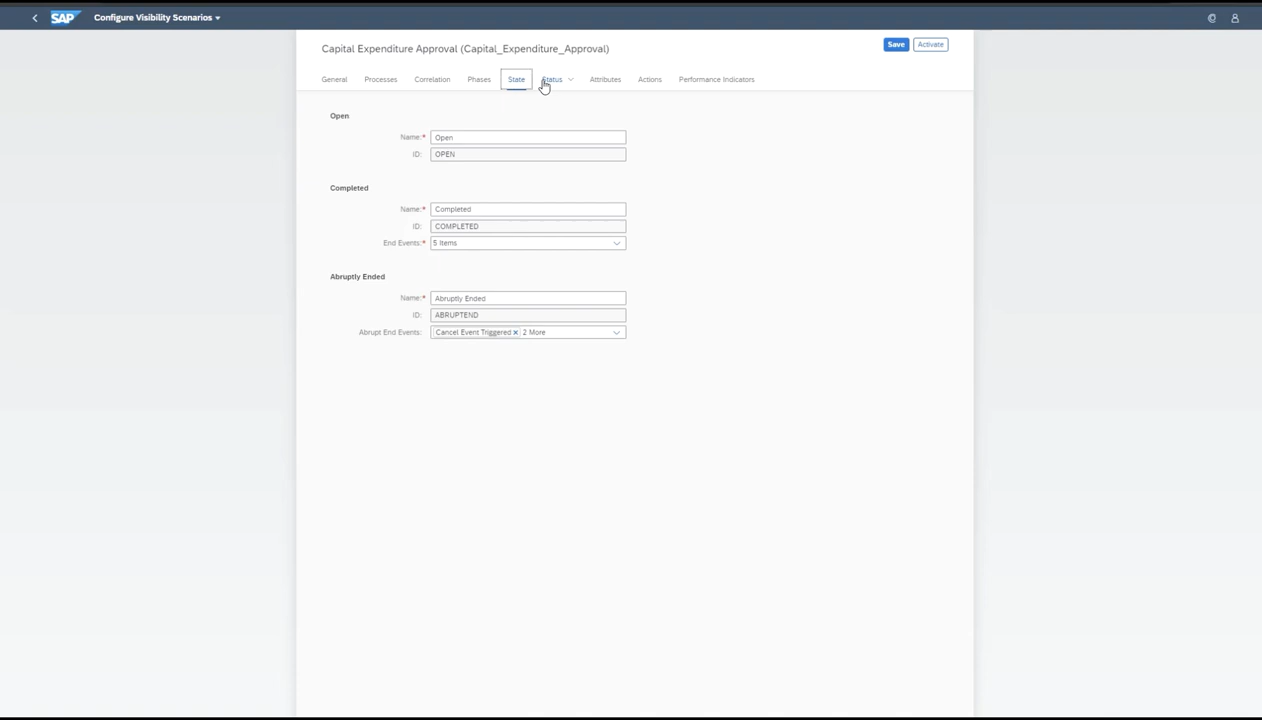 SAP Configure Visibility Scenarios
Capital Expenditure Approval (Capital_Expenditure_Approval)
Save Activate
General Processes Correlation Phases State Status Attributes Actions Performance Indicators
Open
Name:* Open
ID: OPEN
Completed
Name:* Completed
ID: COMPLETED
End Events:* 5 Items
Abruptly Ended
Name:* Abruptly Ended
ID: ABRUPTEND
Abrupt End Events: Cancel Event Triggered × 2 More